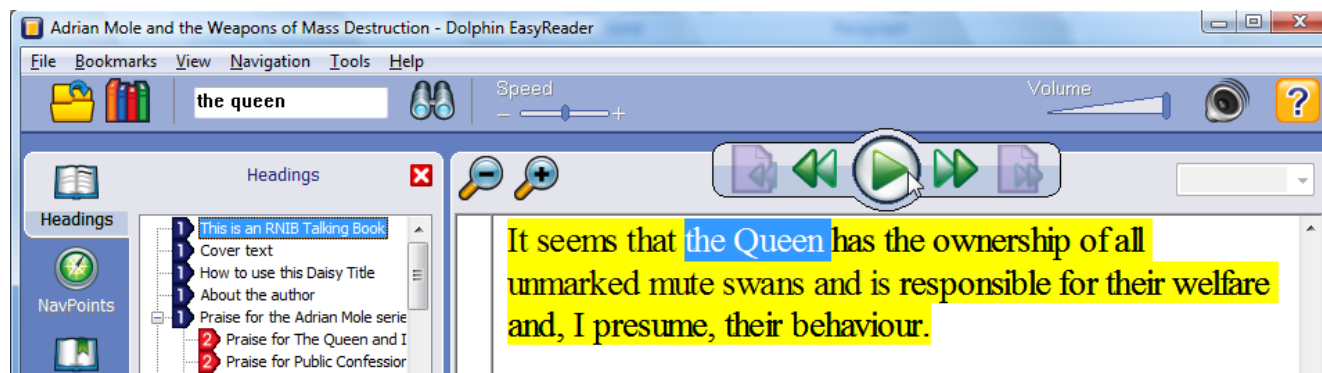 Adrian Mole and the Weapons of Mass Destruction - Dolphin EasyReader
File Bookmarks View Navigation Tools Help
the queen
Speed
- +
Volume
?
Headings
Headings
NavPoints
1 This is an RNIB Talking Book
1 Cover text
1 How to use this Daisy Title
1 About the author
1 Praise for the Adrian Mole serie
2 Praise for The Queen and I
2 Praise for Public Confession
It seems that the Queen has the ownership of all
unmarked mute swans and is responsible for their welfare
and, I presume, their behaviour.